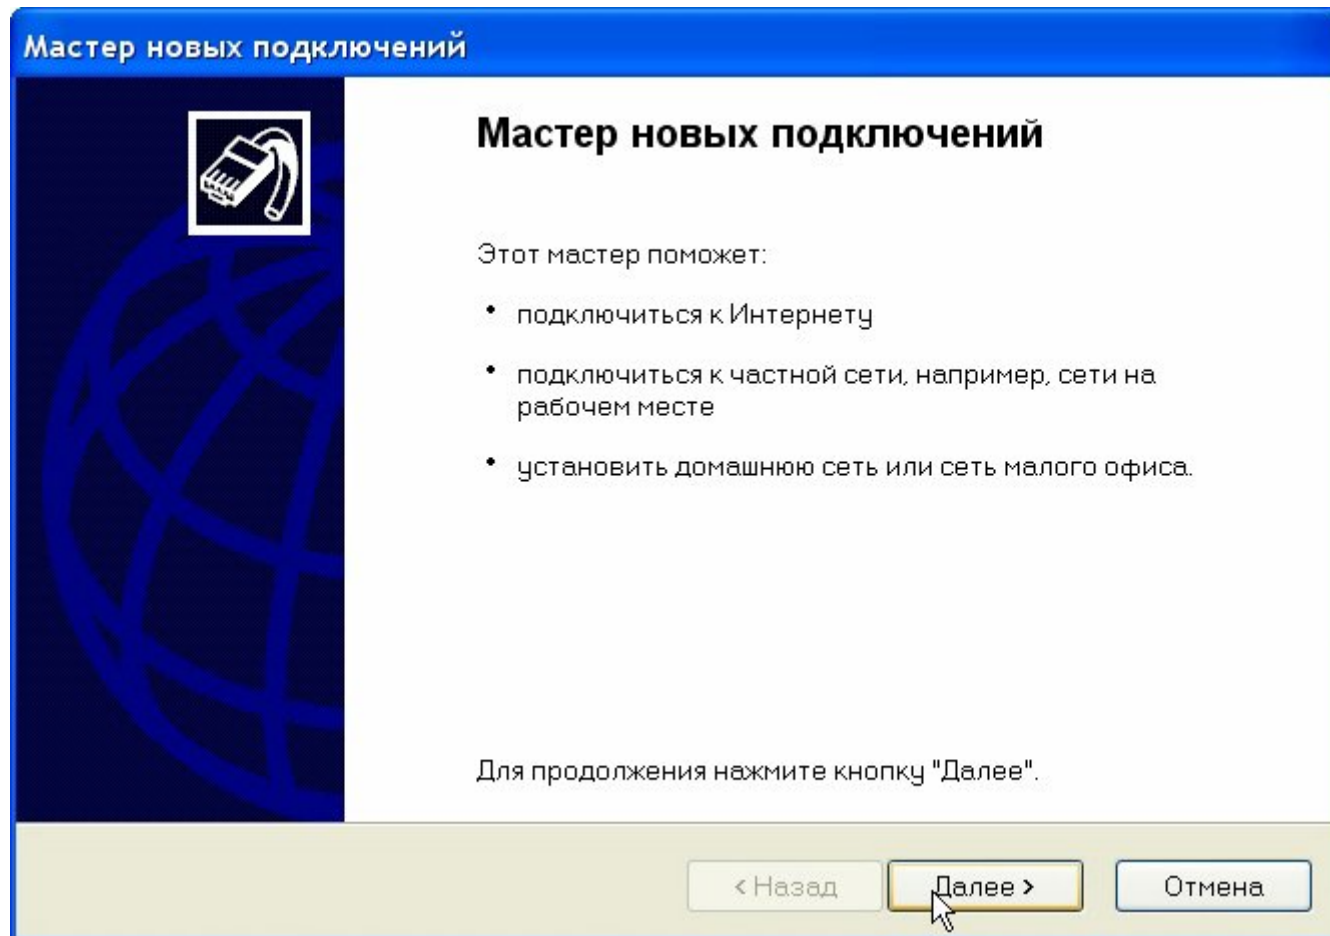 Мастер новых подключений
Мастер новых подключений
Этот мастер поможет:
• подключиться к Интернету
• подключиться к частной сети, например, сети на
рабочем месте
• установить домашнюю сеть или сеть малого офиса.
Для продолжения нажмите кнопку "Далее".
< Назад Далее > Отмена